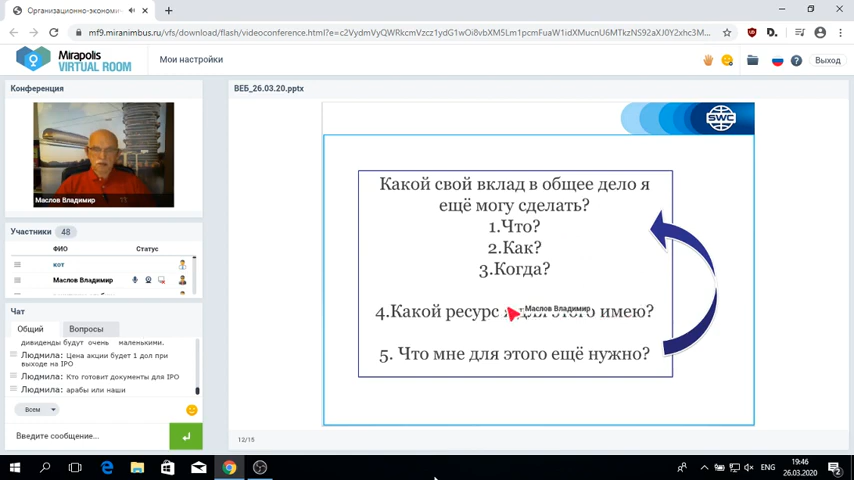 Организационно-эконом
mf9.miranimbus.ru/vfs/download/flash/videoconference.html?e=c2VydmVyQWRkcmVzcz1ydG1wOi8vbXM5Lm1pcmFuaW1idXMucnU6MTkzNS92aXJ0Y2xhc3M...
Mirapolis
VIRTUAL ROOM
Мои настройки
Выход
Конференция
Маслов Владимир
Участники 48
ФИО Статус
кот
Маслов Владимир
Чат
Общий Вопросы
дивиденды будут очень маленькими.
Людмила: Цена акции будет 1 дол при
выходе на IPO
Людмила: Кто готовит документы для IPO
Людмила: арабы или наши
Всем
Введите сообщение...
ВЕБ_26.03.20.pptx
SWC
Какой свой вклад в общее дело я
ещё могу сделать?
1.Что?
2.Как?
3.Когда?
4.Какой ресурс я для этого имею?
Маслов Владимир
5. Что мне для этого ещё нужно?
12/15
ENG
19:46
26.03.2020
2